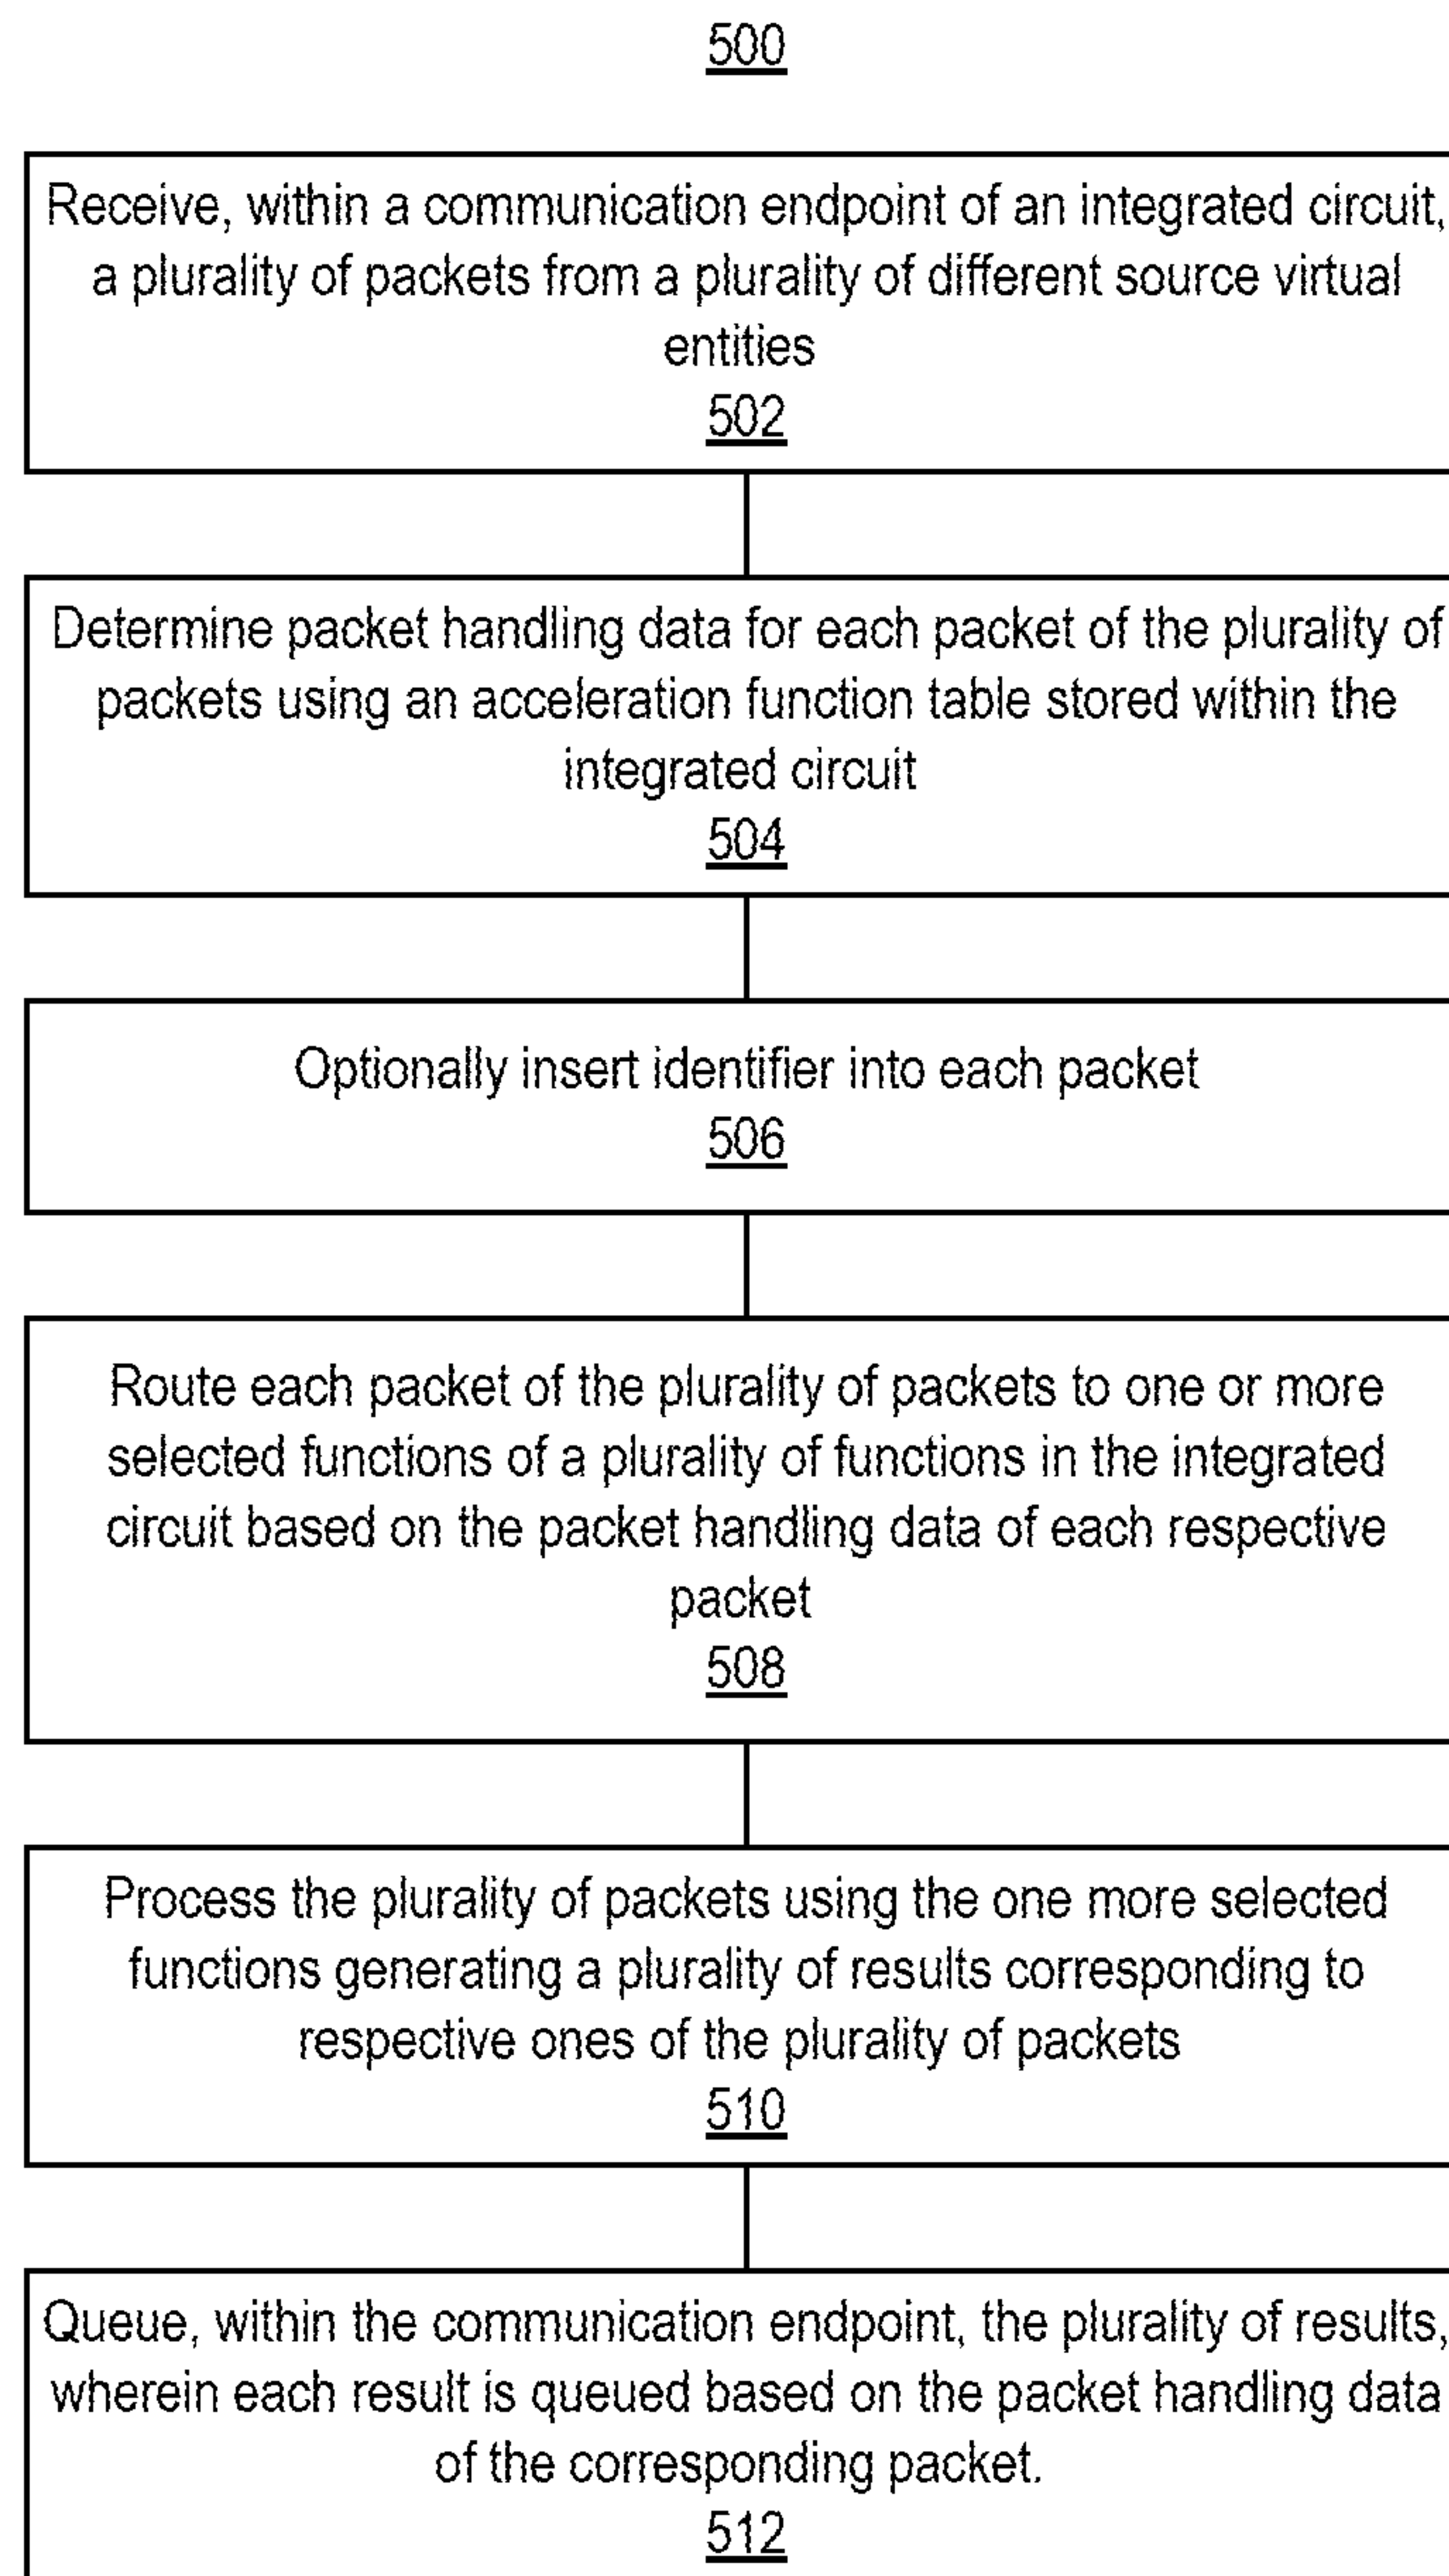 500
Receive, within a communication endpoint of an integrated circuit,
a plurality of packets from a plurality of different source virtual
entities
502
Determine packet handling data for each packet of the plurality of
packets using an acceleration function table stored within the
integrated circuit
504
Optionally insert identifier into each packet
506
Route each packet of the plurality of packets to one or more
selected functions of a plurality of functions in the integrated
circuit based on the packet handling data of each respective
packet
508
Process the plurality of packets using the one more selected
functions generating a plurality of results corresponding to
respective ones of the plurality of packets
510
Queue, within the communication endpoint, the plurality of results,
wherein each result is queued based on the packet handling data
of the corresponding packet.
512